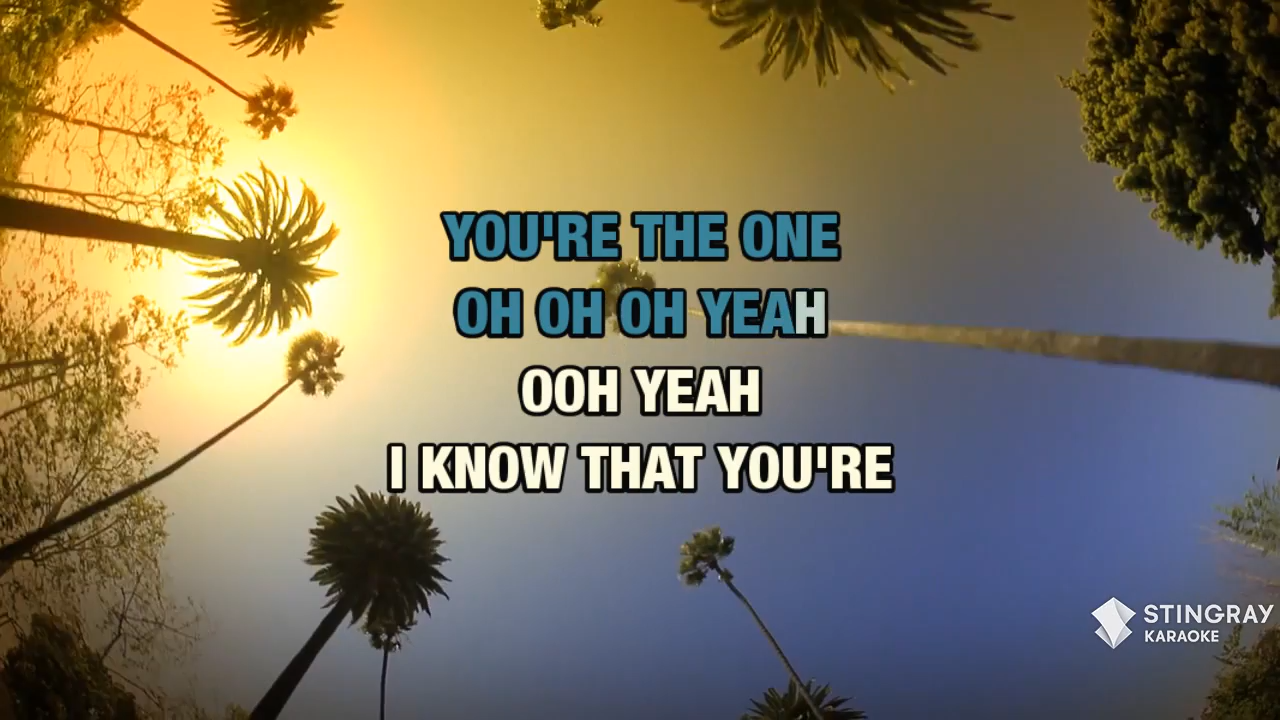 YOU'RE THE ONE
OH OH OH YEAH
OOH YEAH
I KNOW THAT YOU'RE
STINGRAY
KARAOKE